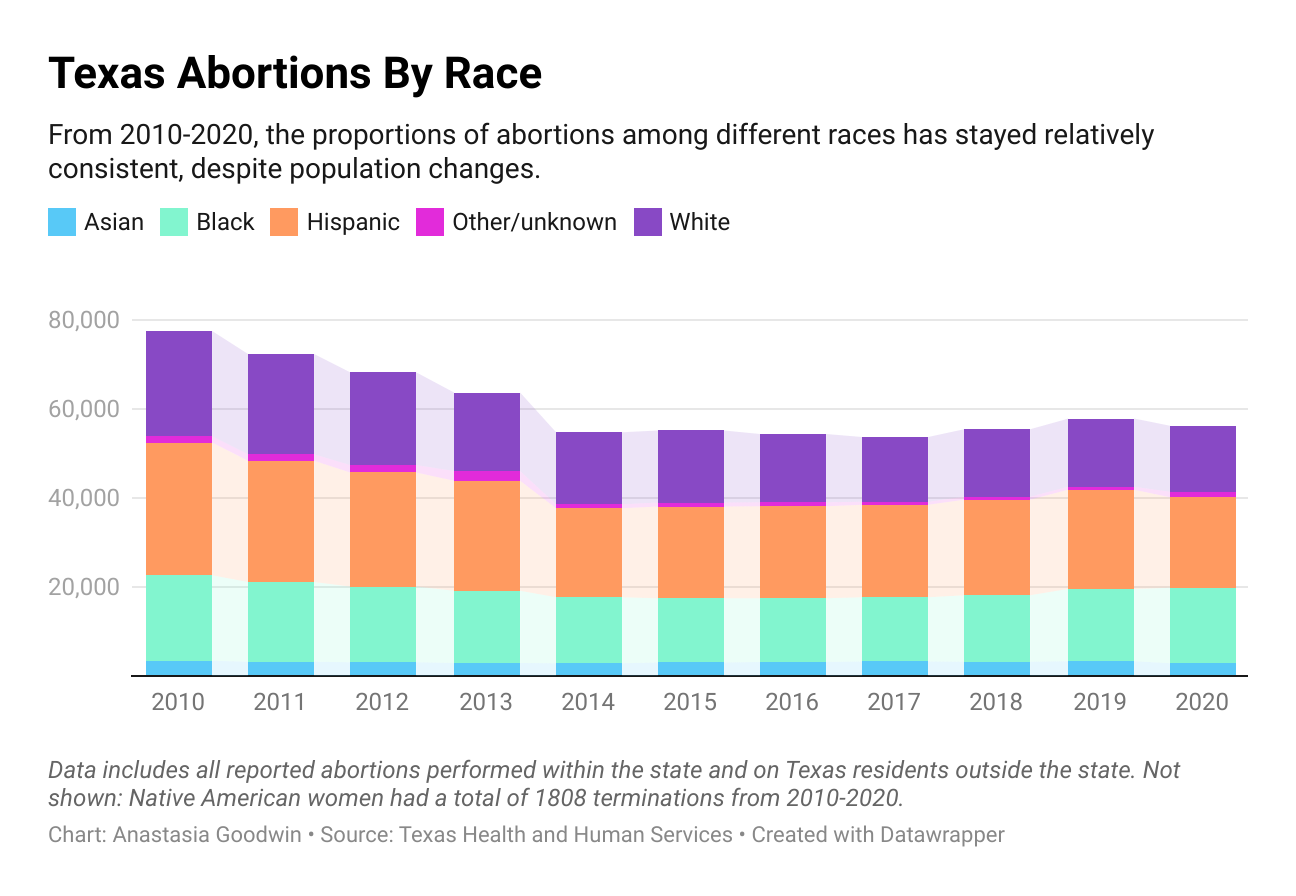 Texas Abortions By Race
From 2010-2020, the proportions of abortions among different races has stayed relatively
consistent, despite population changes.
Asian Black Hispanic Other/unknown White
80,000
60,000
40,000
20,000
2010 2011 2012 2013 2014 2015 2016 2017 2018 2019 2020
Data includes all reported abortions performed within the state and on Texas residents outside the state. Not
shown: Native American women had a total of 1808 terminations from 2010-2020.
Chart: Anastasia Goodwin • Source: Texas Health and Human Services • Created with Datawrapper